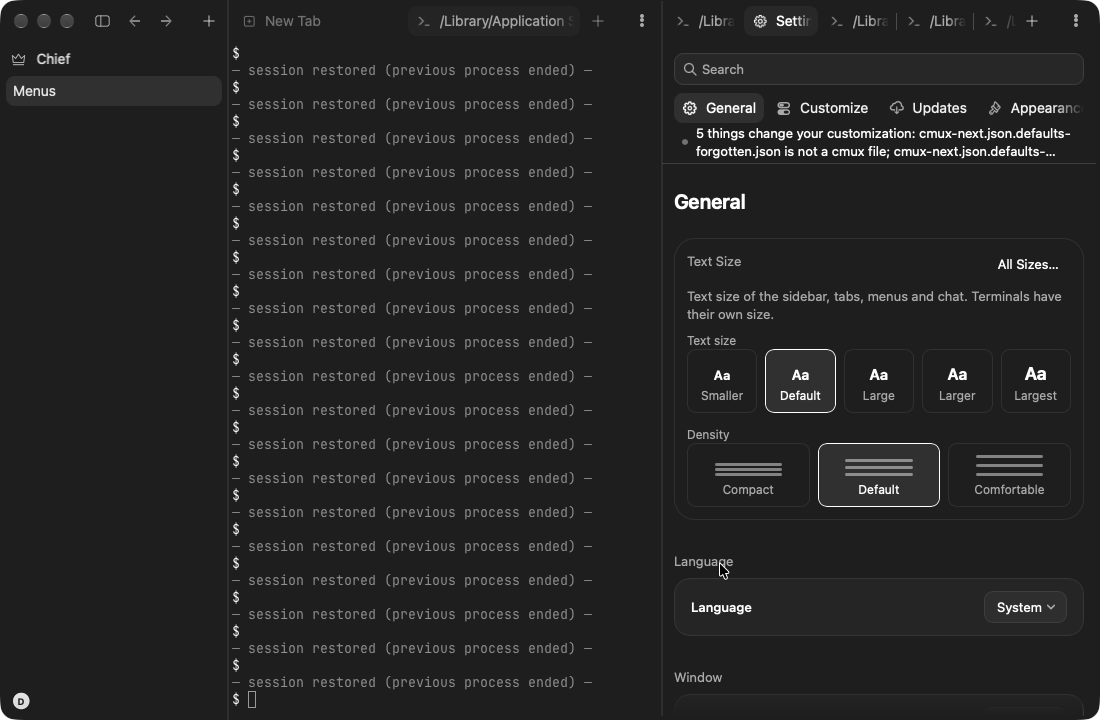 New Tab
/Library/Application
/Libra
Settin
/Libra
/Libra
Chief
Menus
$
— session restored (previous process ended) —
$
— session restored (previous process ended) —
$
— session restored (previous process ended) —
$
— session restored (previous process ended) —
$
— session restored (previous process ended) —
$
— session restored (previous process ended) —
$
— session restored (previous process ended) —
$
— session restored (previous process ended) —
$
— session restored (previous process ended) —
$
— session restored (previous process ended) —
$
— session restored (previous process ended) —
$
— session restored (previous process ended) —
$
— session restored (previous process ended) —
$
— session restored (previous process ended) —
$
— session restored (previous process ended) —
$
— session restored (previous process ended) —
$
— session restored (previous process ended) —
$
— session restored (previous process ended) —
$
— session restored (previous process ended) —
$
D
Search
General
Customize
Updates
Appearanc
5 things change your customization: cmux-next.json.defaults-
forgotten.json is not a cmux file; cmux-next.json.defaults-...
General
Text Size
All Sizes...
Text size of the sidebar, tabs, menus and chat. Terminals have
their own size.
Text size
Aa
Smaller
Aa
Default
Aa
Large
Aa
Larger
Aa
Largest
Density
Compact
Default
Comfortable
Language
Language
System
Window